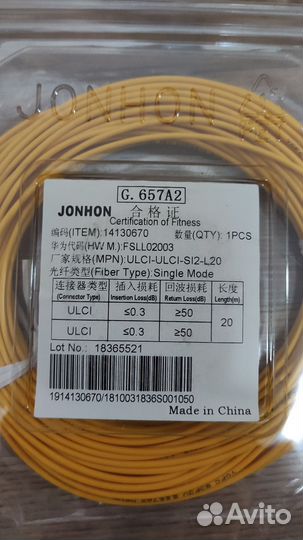 JONHON
G.657A2
JONHON 合格证
Certification of Fitness
编码(ITEM):14130670 数量(QTY): 1PCS
华为代码(HW. M.):FSLL02003
厂家规格(MPN):ULCI-ULCI-SI2-L20
光纤类型(Fiber Type):Single Mode
连接器类型 插入损耗 回波损耗 长度
(Connector Type) Insertion Loss(dB) Return Loss(dB) Length(m)
ULCI ≤0.3 ≥50 20
ULCI ≤0.3 ≥50
Lot No : 18365521
1914130670/1810031836S001050
Made in China
Avito